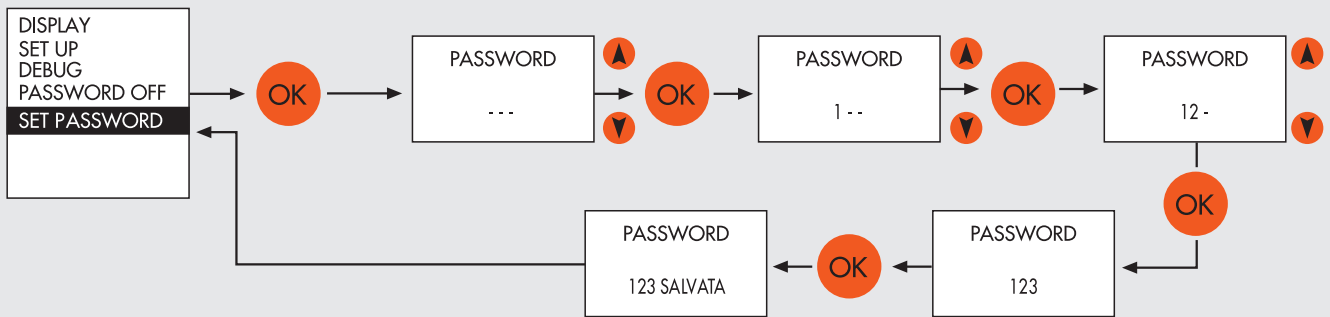 DISPLAY
SET UP
DEBUG
PASSWORD OFF
SET PASSWORD
OK
PASSWORD
- - -
OK
PASSWORD
1 - -
OK
PASSWORD
12 -
OK
PASSWORD
123
OK
PASSWORD
123 SALVATA